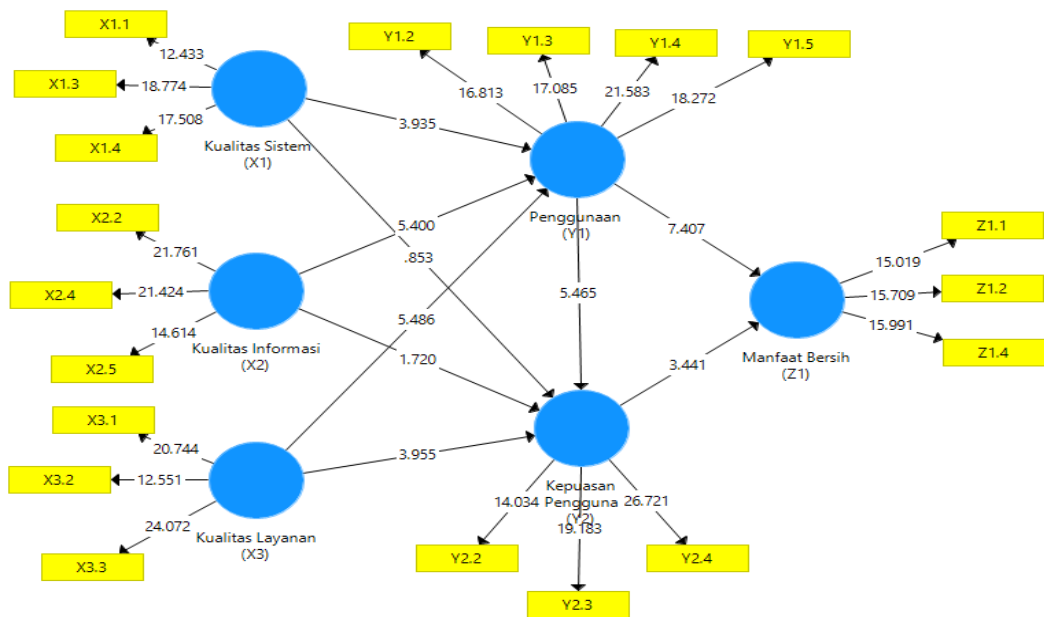 X1.1
12.433
X1.3
18.774
17.508
X1.4
Kualitas Sistem
(X1)
X2.2
21.761
X2.4
21.424
14.614
X2.5
Kualitas Informasi
(X2)
X3.1
20.744
X3.2
12.551
24.072
X3.3
Kualitas Layanan
(X3)
3.935
5.400
.853
5.486
1.720
3.955
Y1.2
Y1.3
Y1.4
Y1.5
16.813
17.085
21.583
18.272
Penggunaan
(Y1)
5.465
7.407
3.441
Kepuasan
Pengguna
(Y2)
14.034
19.183
26.721
Y2.2
Y2.3
Y2.4
Manfaat Bersih
(Z1)
15.019
15.709
15.991
Z1.1
Z1.2
Z1.4